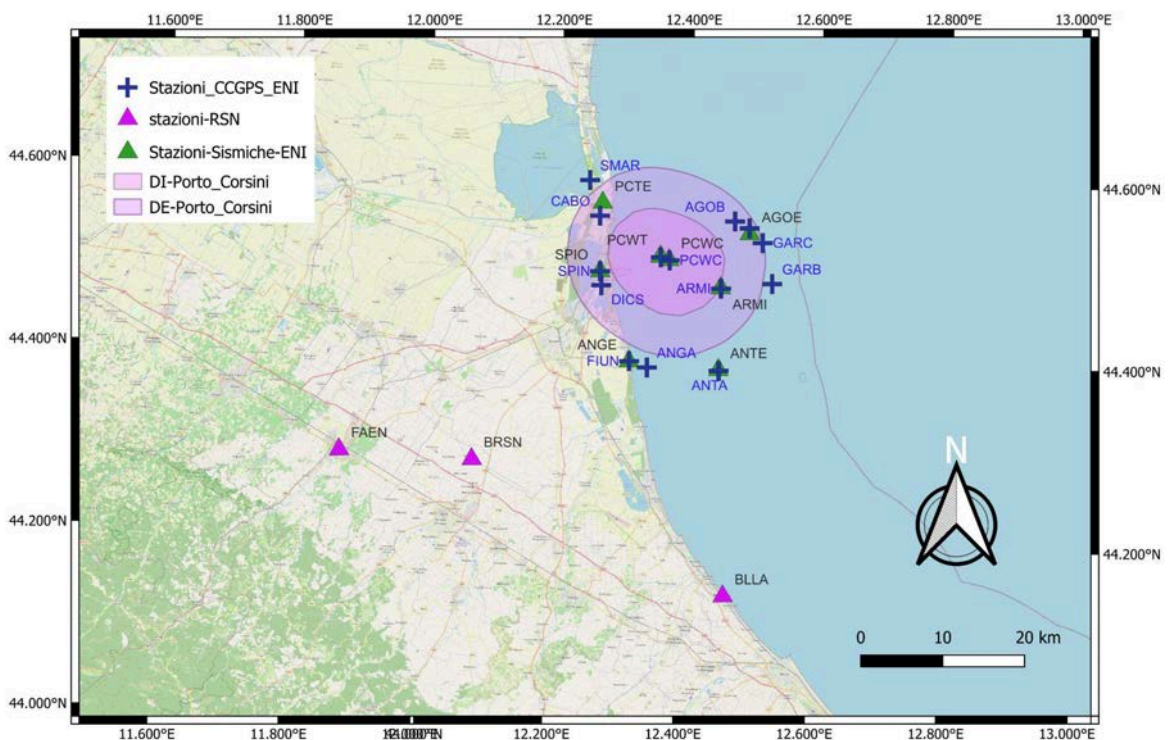 11.800°E 12.000°E 12.200°E 12.400°E 12.600°E 12.800°E 13.000°E
Stazioni_CCGPS_ENI
stazioni-RSN
Stazioni-Sismiche-ENI
DI-Porto_Corsini
DE-Porto_Corsini
44.600°N
44.600°N
SMAR
PCTE
CABO
AGOB
AGOE
PCWT
PCWC
GARC
SPIO
PCWC
SPIN
GARB
ARMI
DICS
ARMI
44.400°N
44.400°N
ANGE
ANGA
ANTE
FIUN
ANTA
FAEN
BRSN
N
44.200°N
44.200°N
BLLA
0 10 20 km
44.000°N
11.600°E 11.800°E 12.200°E 12.400°E 12.600°E 12.800°E 13.000°E